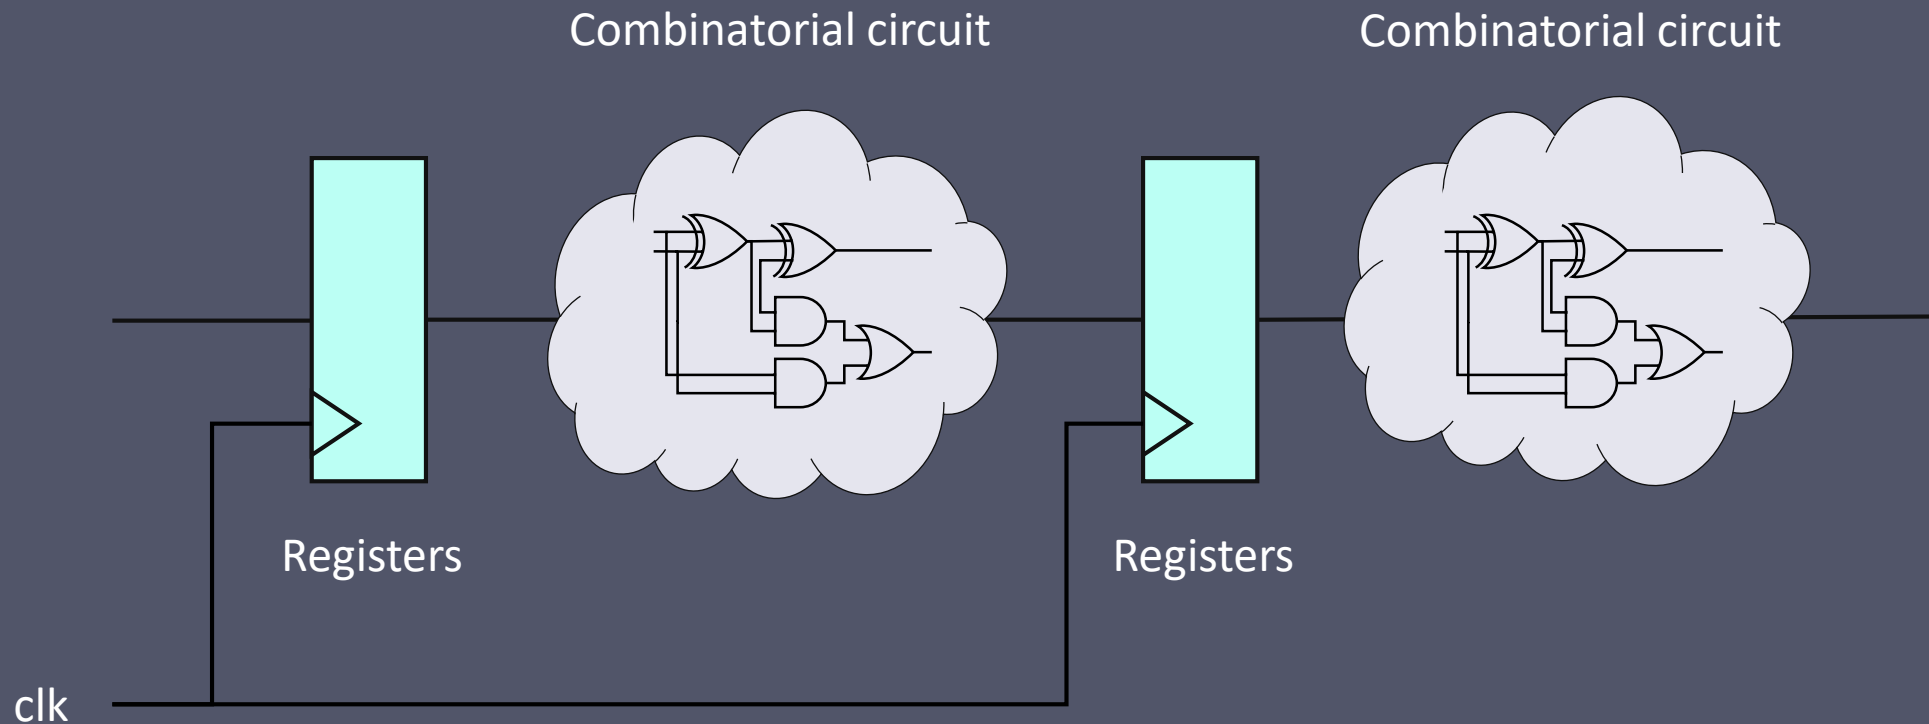 Combinatorial circuit
Combinatorial circuit
Registers
Registers
clk